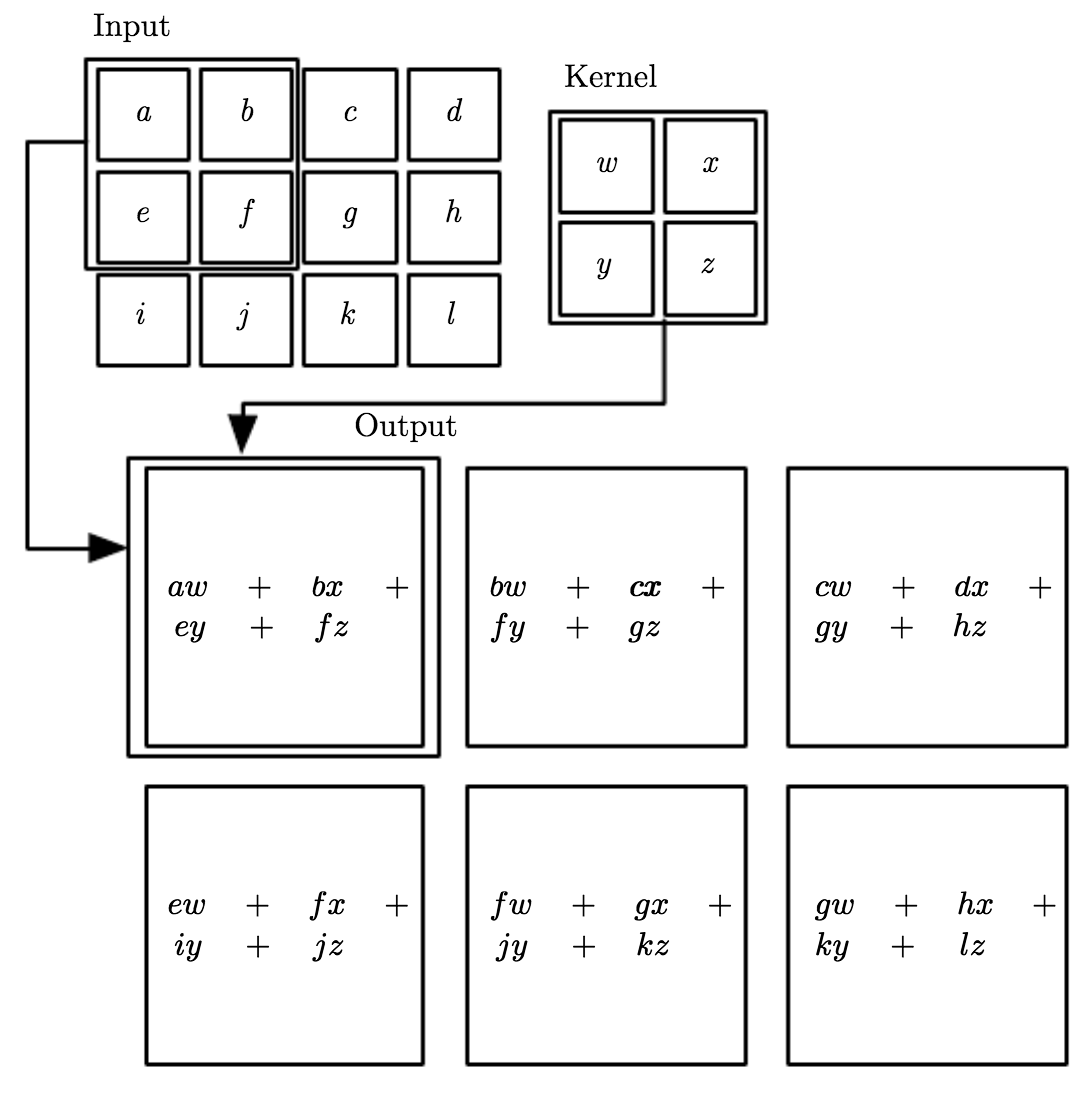 Input
Kernel
a b c d
w x
e f g h
y z
i j k l
Output
aw + bx +
ey + fz
bw + cx +
fy + gz
cw + dx +
gy + hz
ew + fx +
iy + jz
fw + gx +
jy + kz
gw + hx +
ky + lz